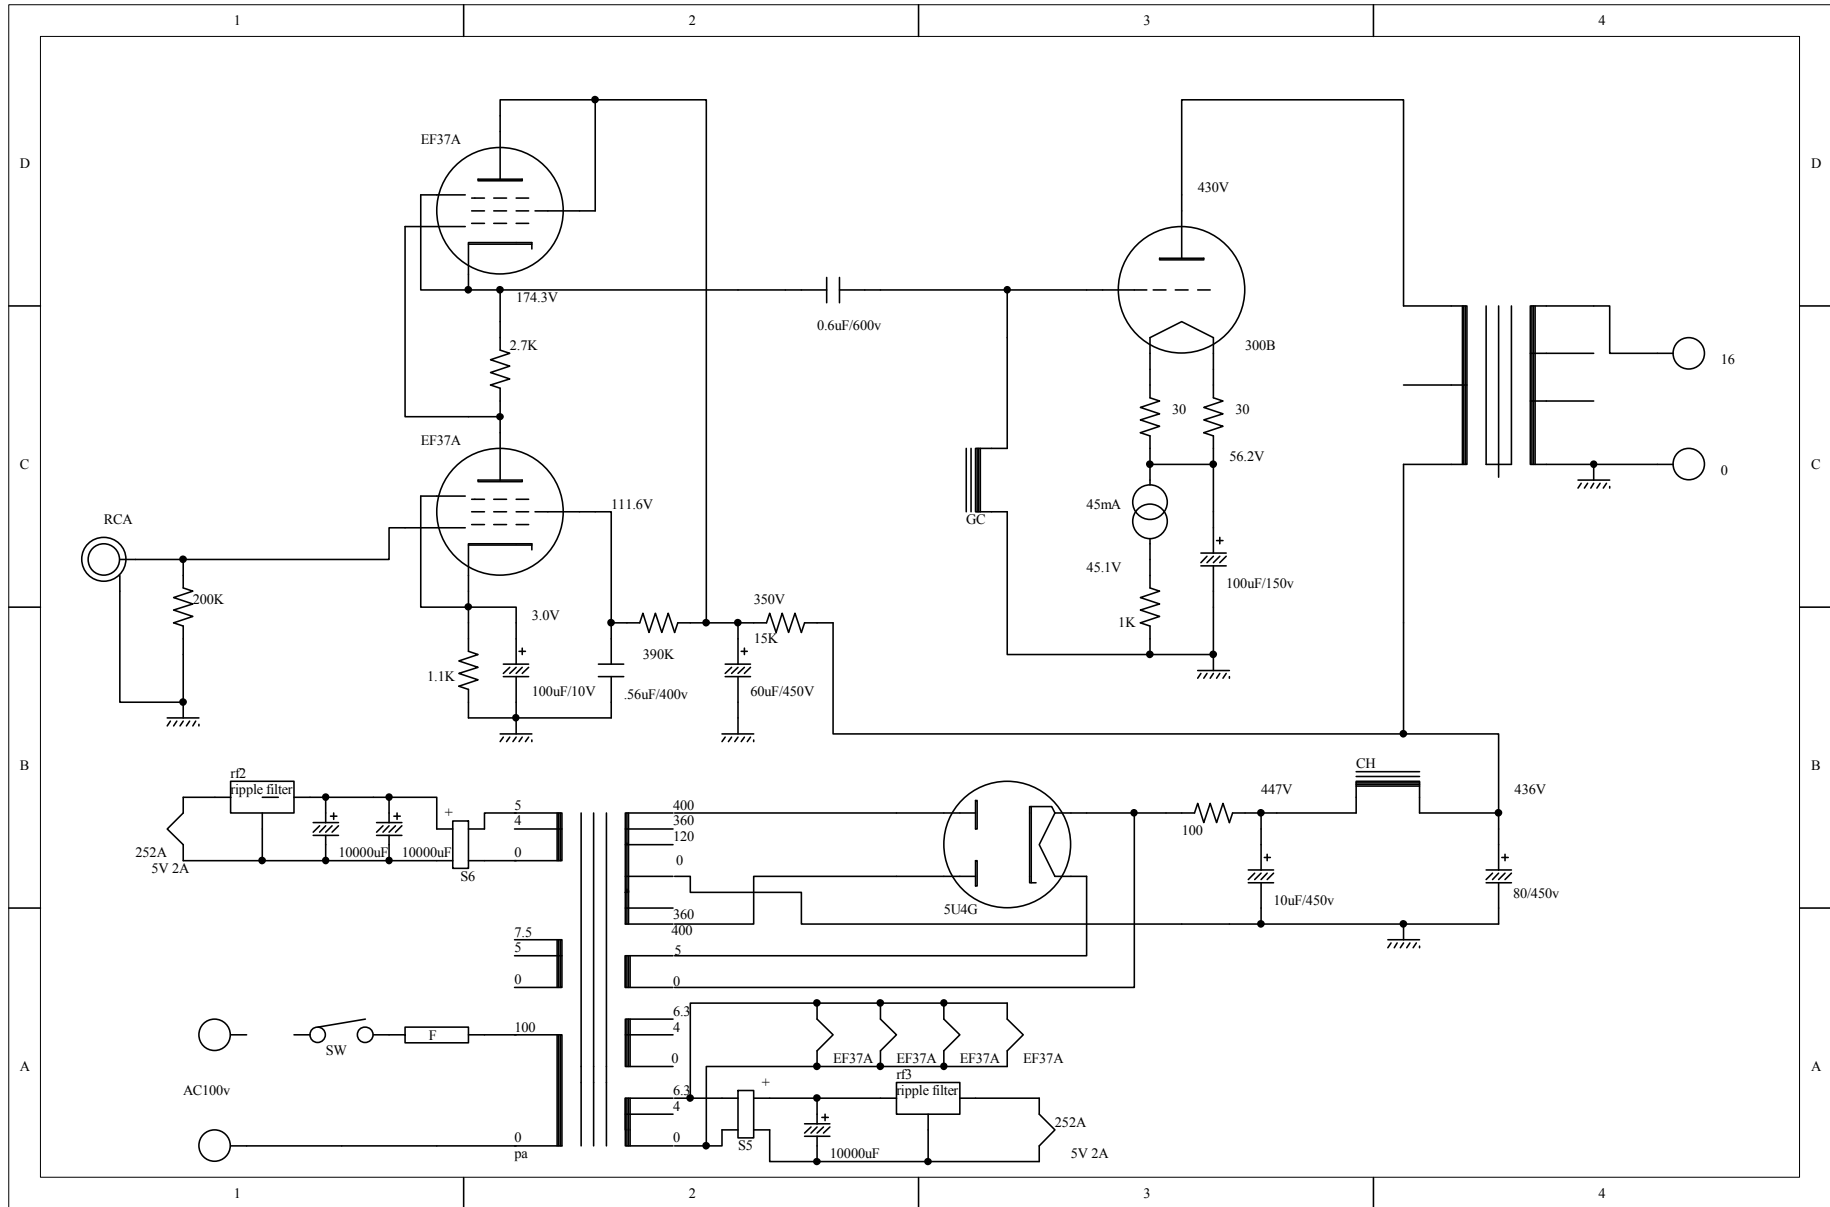 1 2 3 4
D D
EF37A
430V
174.3V
0.6uF/600v
2.7K
300B
16
30 30
EF37A
56.2V
C C
0
111.6V
45mA
RCA
GC
45.1V
100uF/150v
200K
3.0V
350V
1K
15K
390K
1.1K
100uF/10V
.56uF/400v
60uF/450V
B B
rf2
ripple filter
CH
447V
436V
+
5
4
0
400
360
120
0
100
252A
5V 2A
10000uF 10000uF
S6
10uF/450v
80/450v
5U4G
360
400
7.5
5
0
5
0
100
F
SW
6.3
4
0
EF37A EF37A EF37A EF37A
A A
AC100v
rf3
ripple filter
+
6.3
4
0
252A
5V 2A
S5
10000uF
0
pa
1 2 3 4